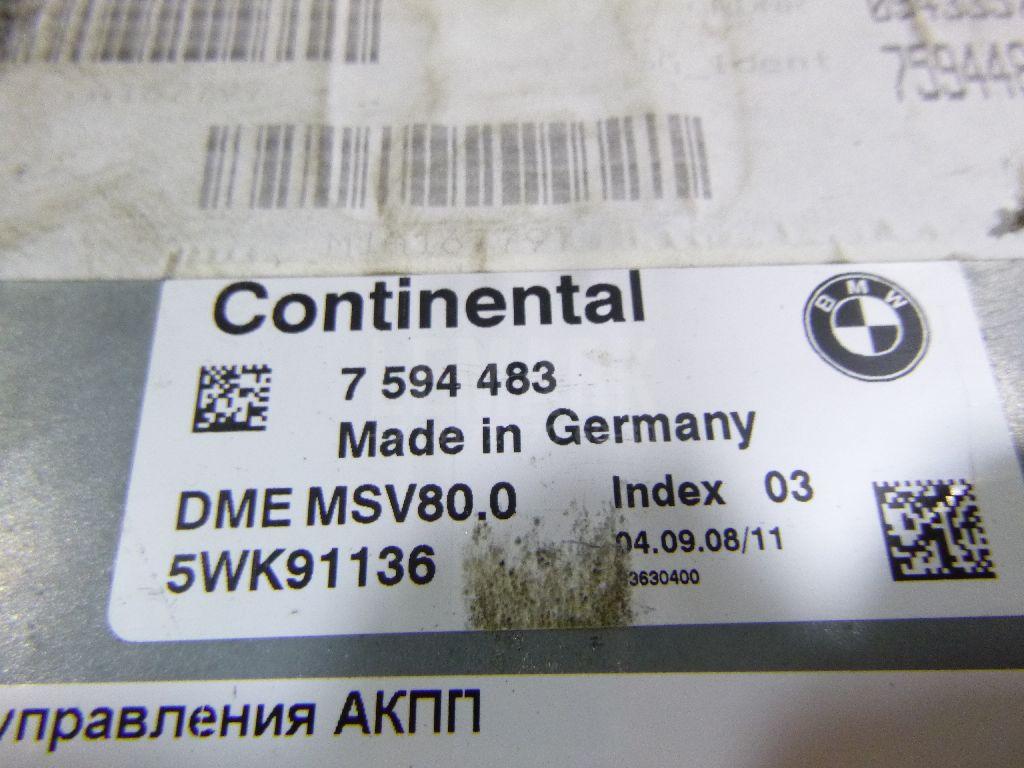 Continental
BMW
7 594 483
Made in Germany
DME MSV80.0
Index 03
04.09.08/11
5WK91136
3630400
управления АКПП